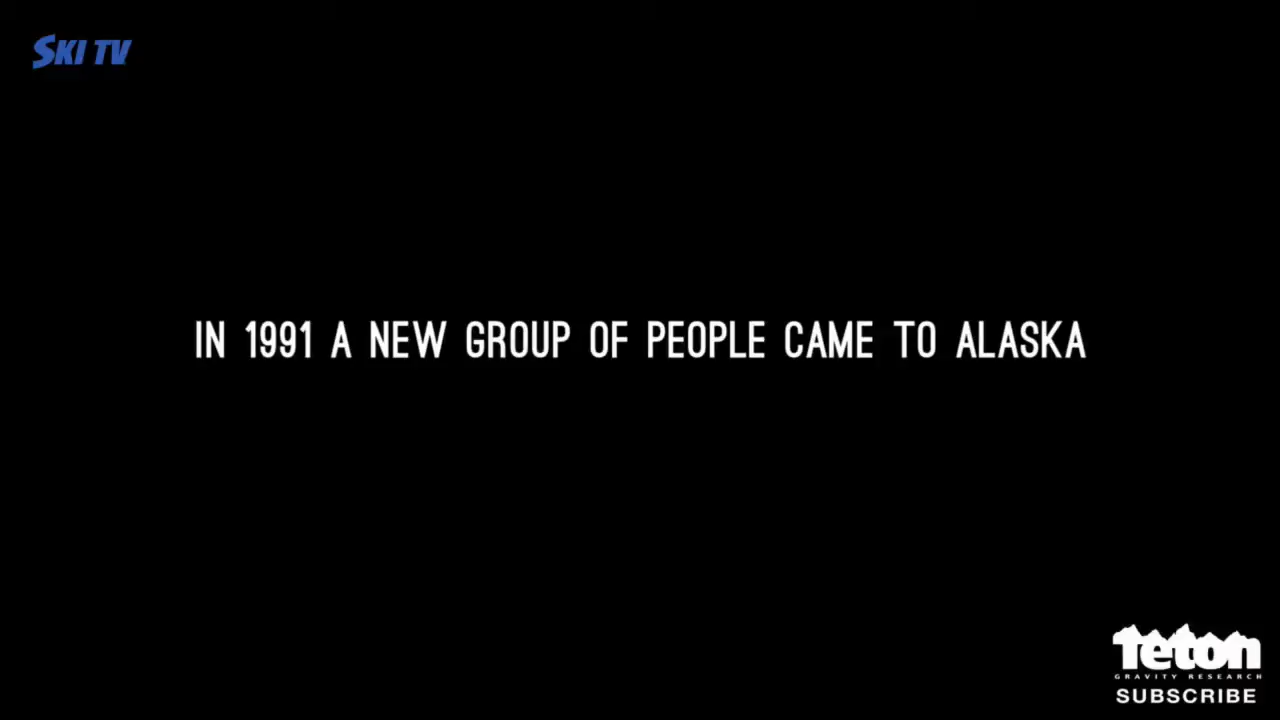 SKI TV
IN 1991 A NEW GROUP OF PEOPLE CAME TO ALASKA
Teton
GRAVITY RESEARCH
SUBSCRIBE